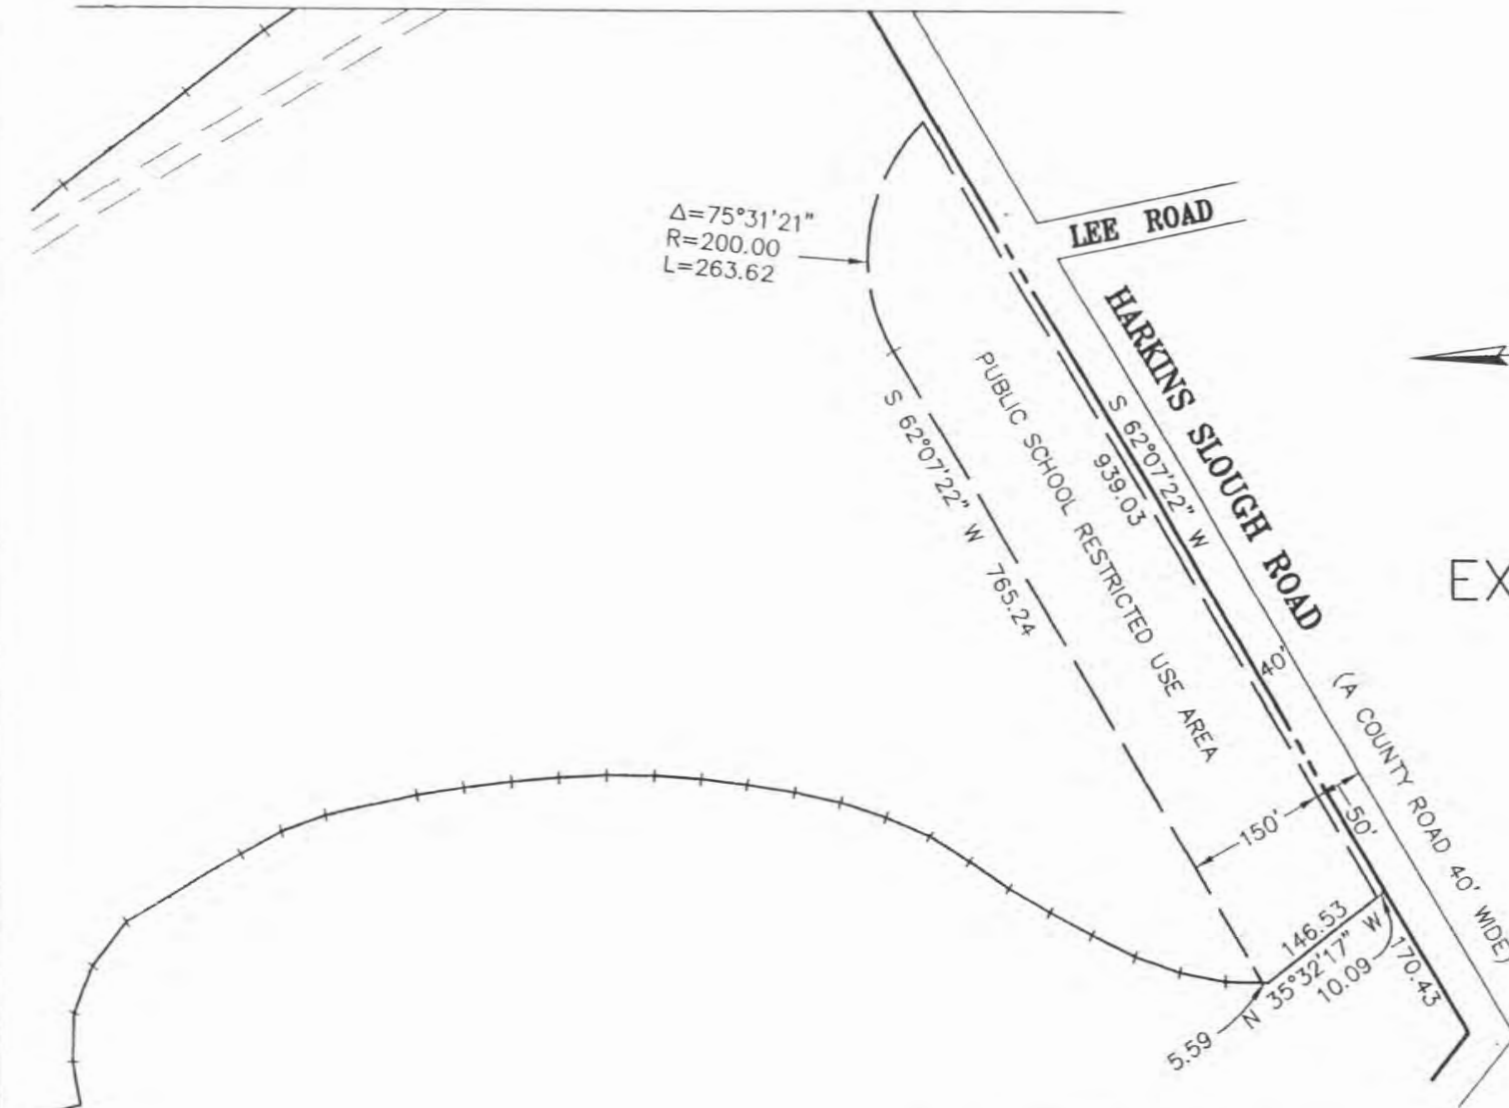 Δ=75°31'21"
R=200.00
L=263.62
LEE ROAD
HARKINS SLOUGH ROAD
(A COUNTY ROAD 40' WIDE)
S 62°07'22" W
939.03
PUBLIC SCHOOL RESTRICTED USE AREA
S 62°07'22" W 765.24
EX
40'
150'
50'
146.53
N 35°32'17" W
10.09
170.43
5.59